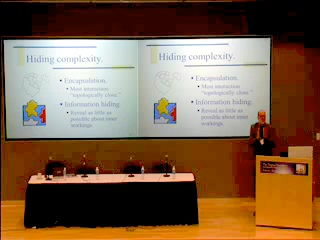 Hiding complexity.
Encapsulation.
Most interaction
"topologically close."
Information hiding.
Reveal as little as
possible about inner
workings.
Hiding complexity.
Encapsulation.
Most interaction
"topologically close."
Information hiding.
Reveal as little as
possible about inner
workings.